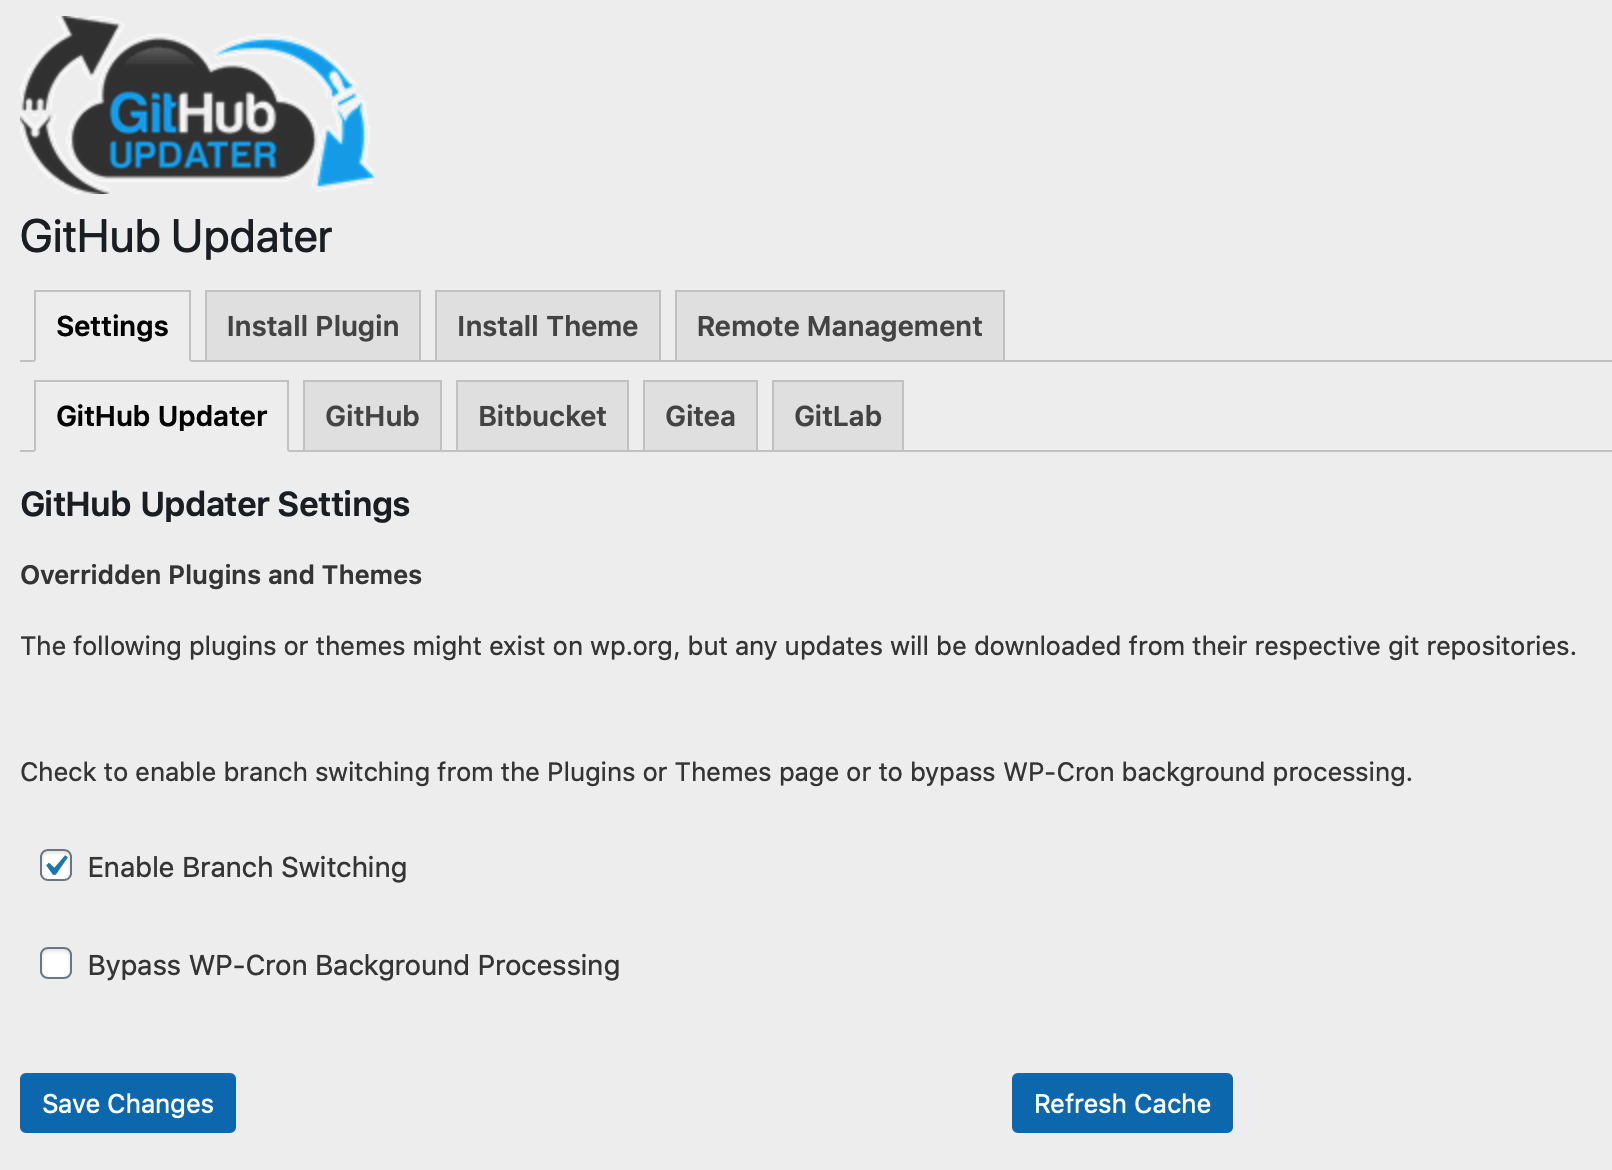 GitHub
UPDATER
GitHub Updater
Settings Install Plugin Install Theme Remote Management
GitHub Updater GitHub Bitbucket Gitea GitLab
GitHub Updater Settings
Overridden Plugins and Themes
The following plugins or themes might exist on wp.org, but any updates will be downloaded from their respective git repositories.
Check to enable branch switching from the Plugins or Themes page or to bypass WP-Cron background processing.
Enable Branch Switching
Bypass WP-Cron Background Processing
Save Changes Refresh Cache